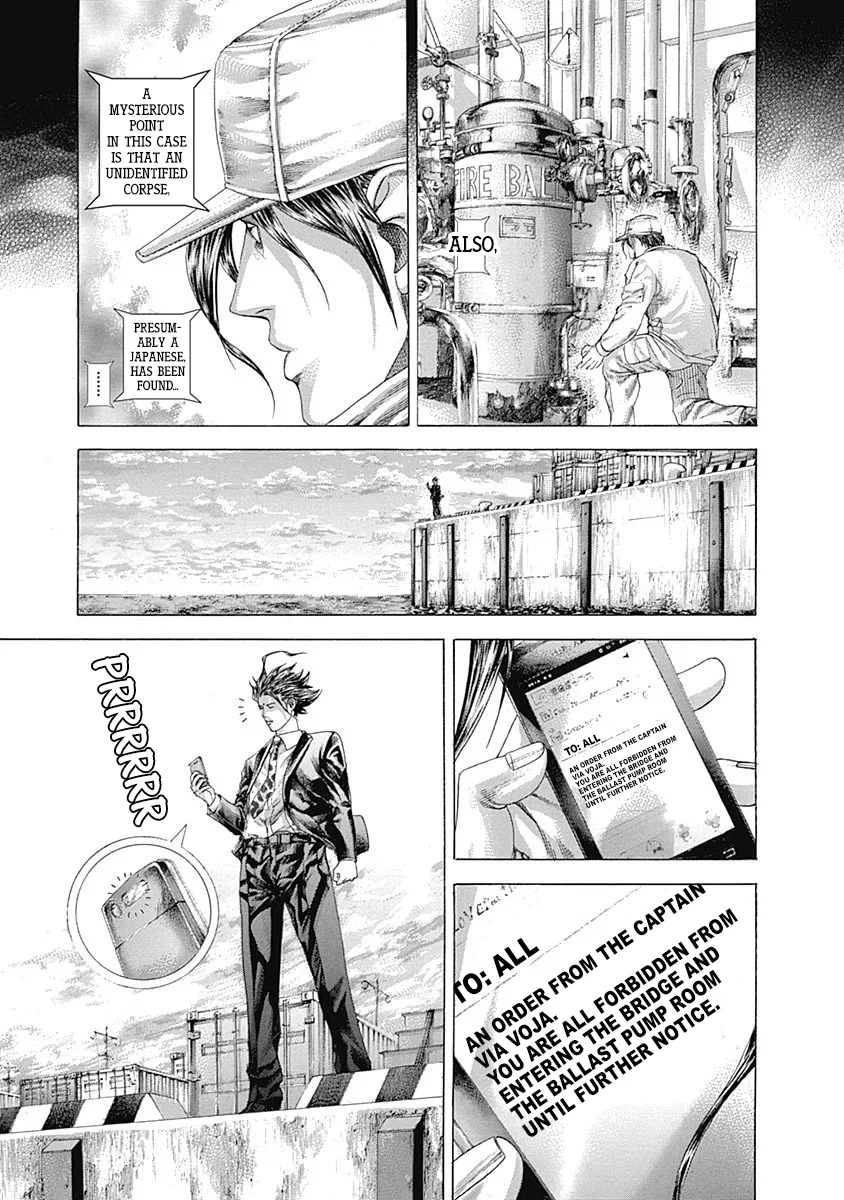 ALSO,
FIRE BAL
A
MYSTERIOUS
POINT
IN THIS CASE
IS THAT AN
UNIDENTIFIED
CORPSE,
PRESUM-
ABLY A
JAPANESE,
HAS BEEN
FOUND...
......
TO: ALL
AN ORDER FROM THE CAPTAIN
VIA VOJA.
YOU ARE ALL FORBIDDEN FROM
ENTERING THE BRIDGE AND
THE BALLAST PUMP ROOM
UNTIL FURTHER NOTICE.
PRRRRRR
TO: ALL
AN ORDER FROM THE CAPTAIN
VIA VOJA.
YOU ARE ALL FORBIDDEN FROM
ENTERING THE BRIDGE AND
THE BALLAST PUMP ROOM
UNTIL FURTHER NOTICE.